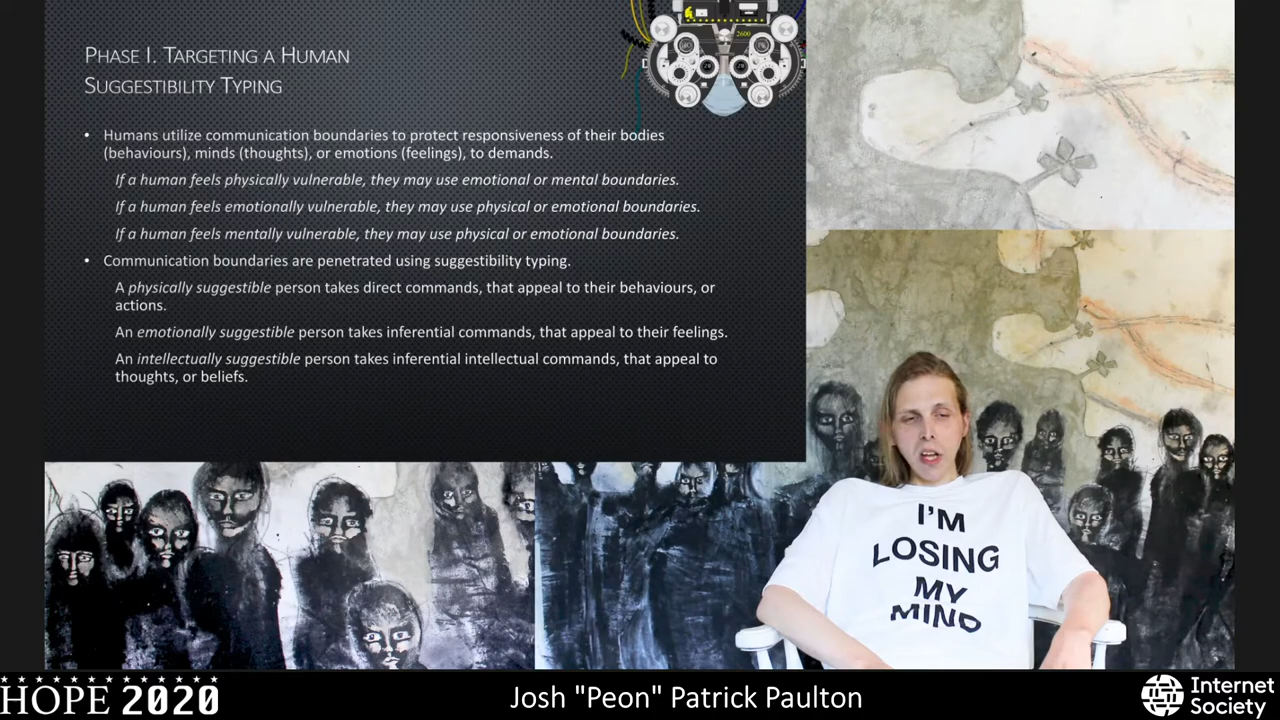 PHASE I. TARGETING A HUMAN
SUGGESTIBILITY TYPING
2600
• Humans utilize communication boundaries to protect responsiveness of their bodies
(behaviours), minds (thoughts), or emotions (feelings), to demands.
If a human feels physically vulnerable, they may use emotional or mental boundaries.
If a human feels emotionally vulnerable, they may use physical or emotional boundaries.
If a human feels mentally vulnerable, they may use physical or emotional boundaries.
• Communication boundaries are penetrated using suggestibility typing.
A physically suggestible person takes direct commands, that appeal to their behaviours, or
actions.
An emotionally suggestible person takes inferential commands, that appeal to their feelings.
An intellectually suggestible person takes inferential intellectual commands, that appeal to
thoughts, or beliefs.
I'M
LOSING
MY
MIND
HOPE 2020
Josh "Peon" Patrick Paulton
Internet
Society